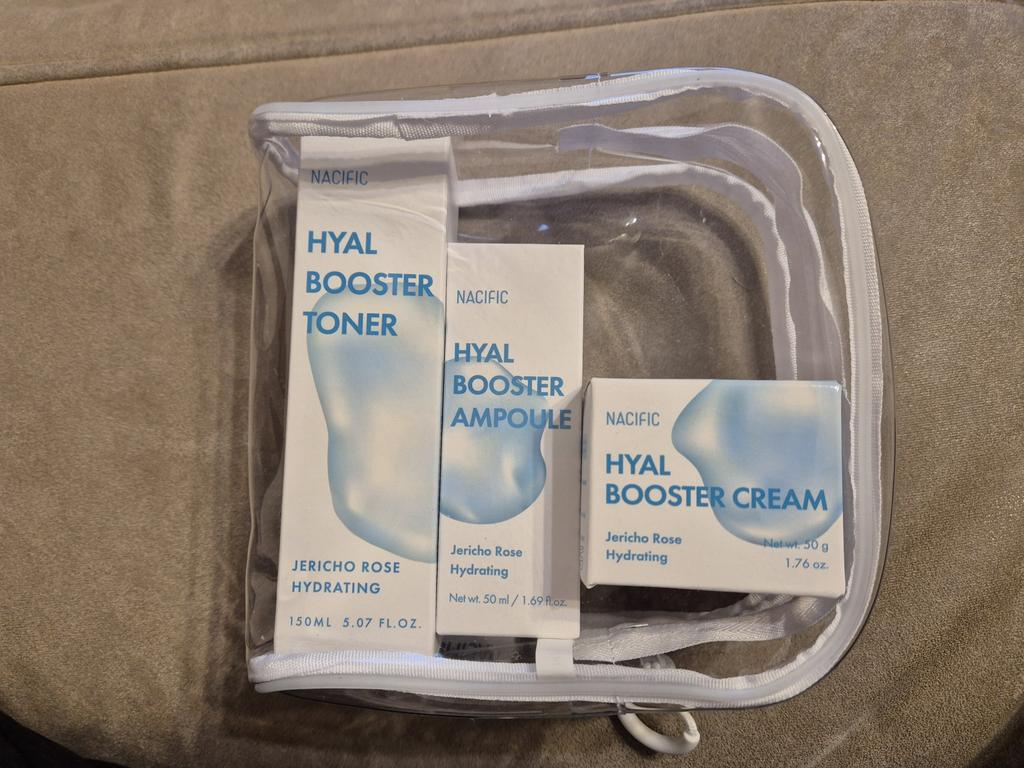 NACIFIC
HYAL
BOOSTER
TONER
JERICHO ROSE
HYDRATING
150ML 5.07 FL.OZ.
NACIFIC
HYAL
BOOSTER
AMPOULE
Jericho Rose
Hydrating
Net wt. 50 ml / 1.69 fl.oz.
NACIFIC
HYAL
BOOSTER CREAM
Jericho Rose
Hydrating
Net wt. 50 g
1.76 oz.